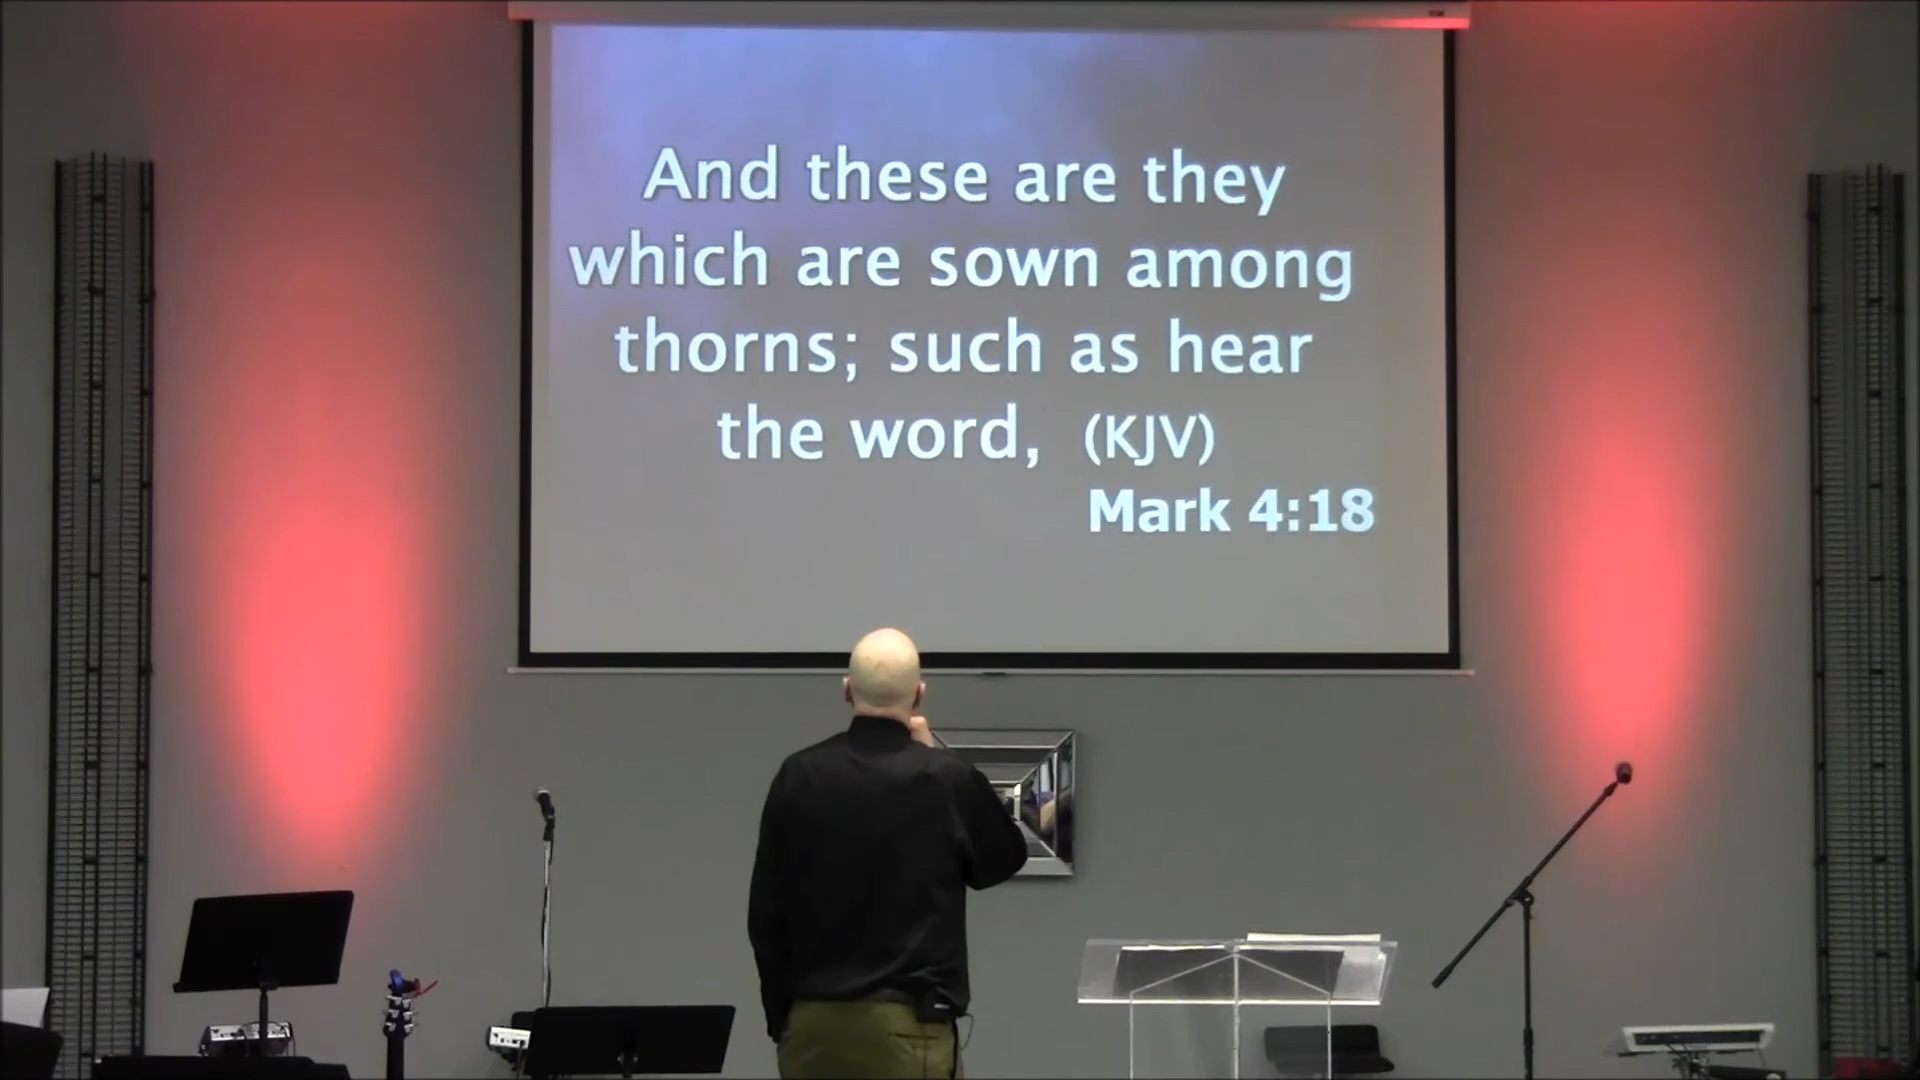 And these are they
which are sown among
thorns; such as hear
the word, (KJV)
Mark 4:18